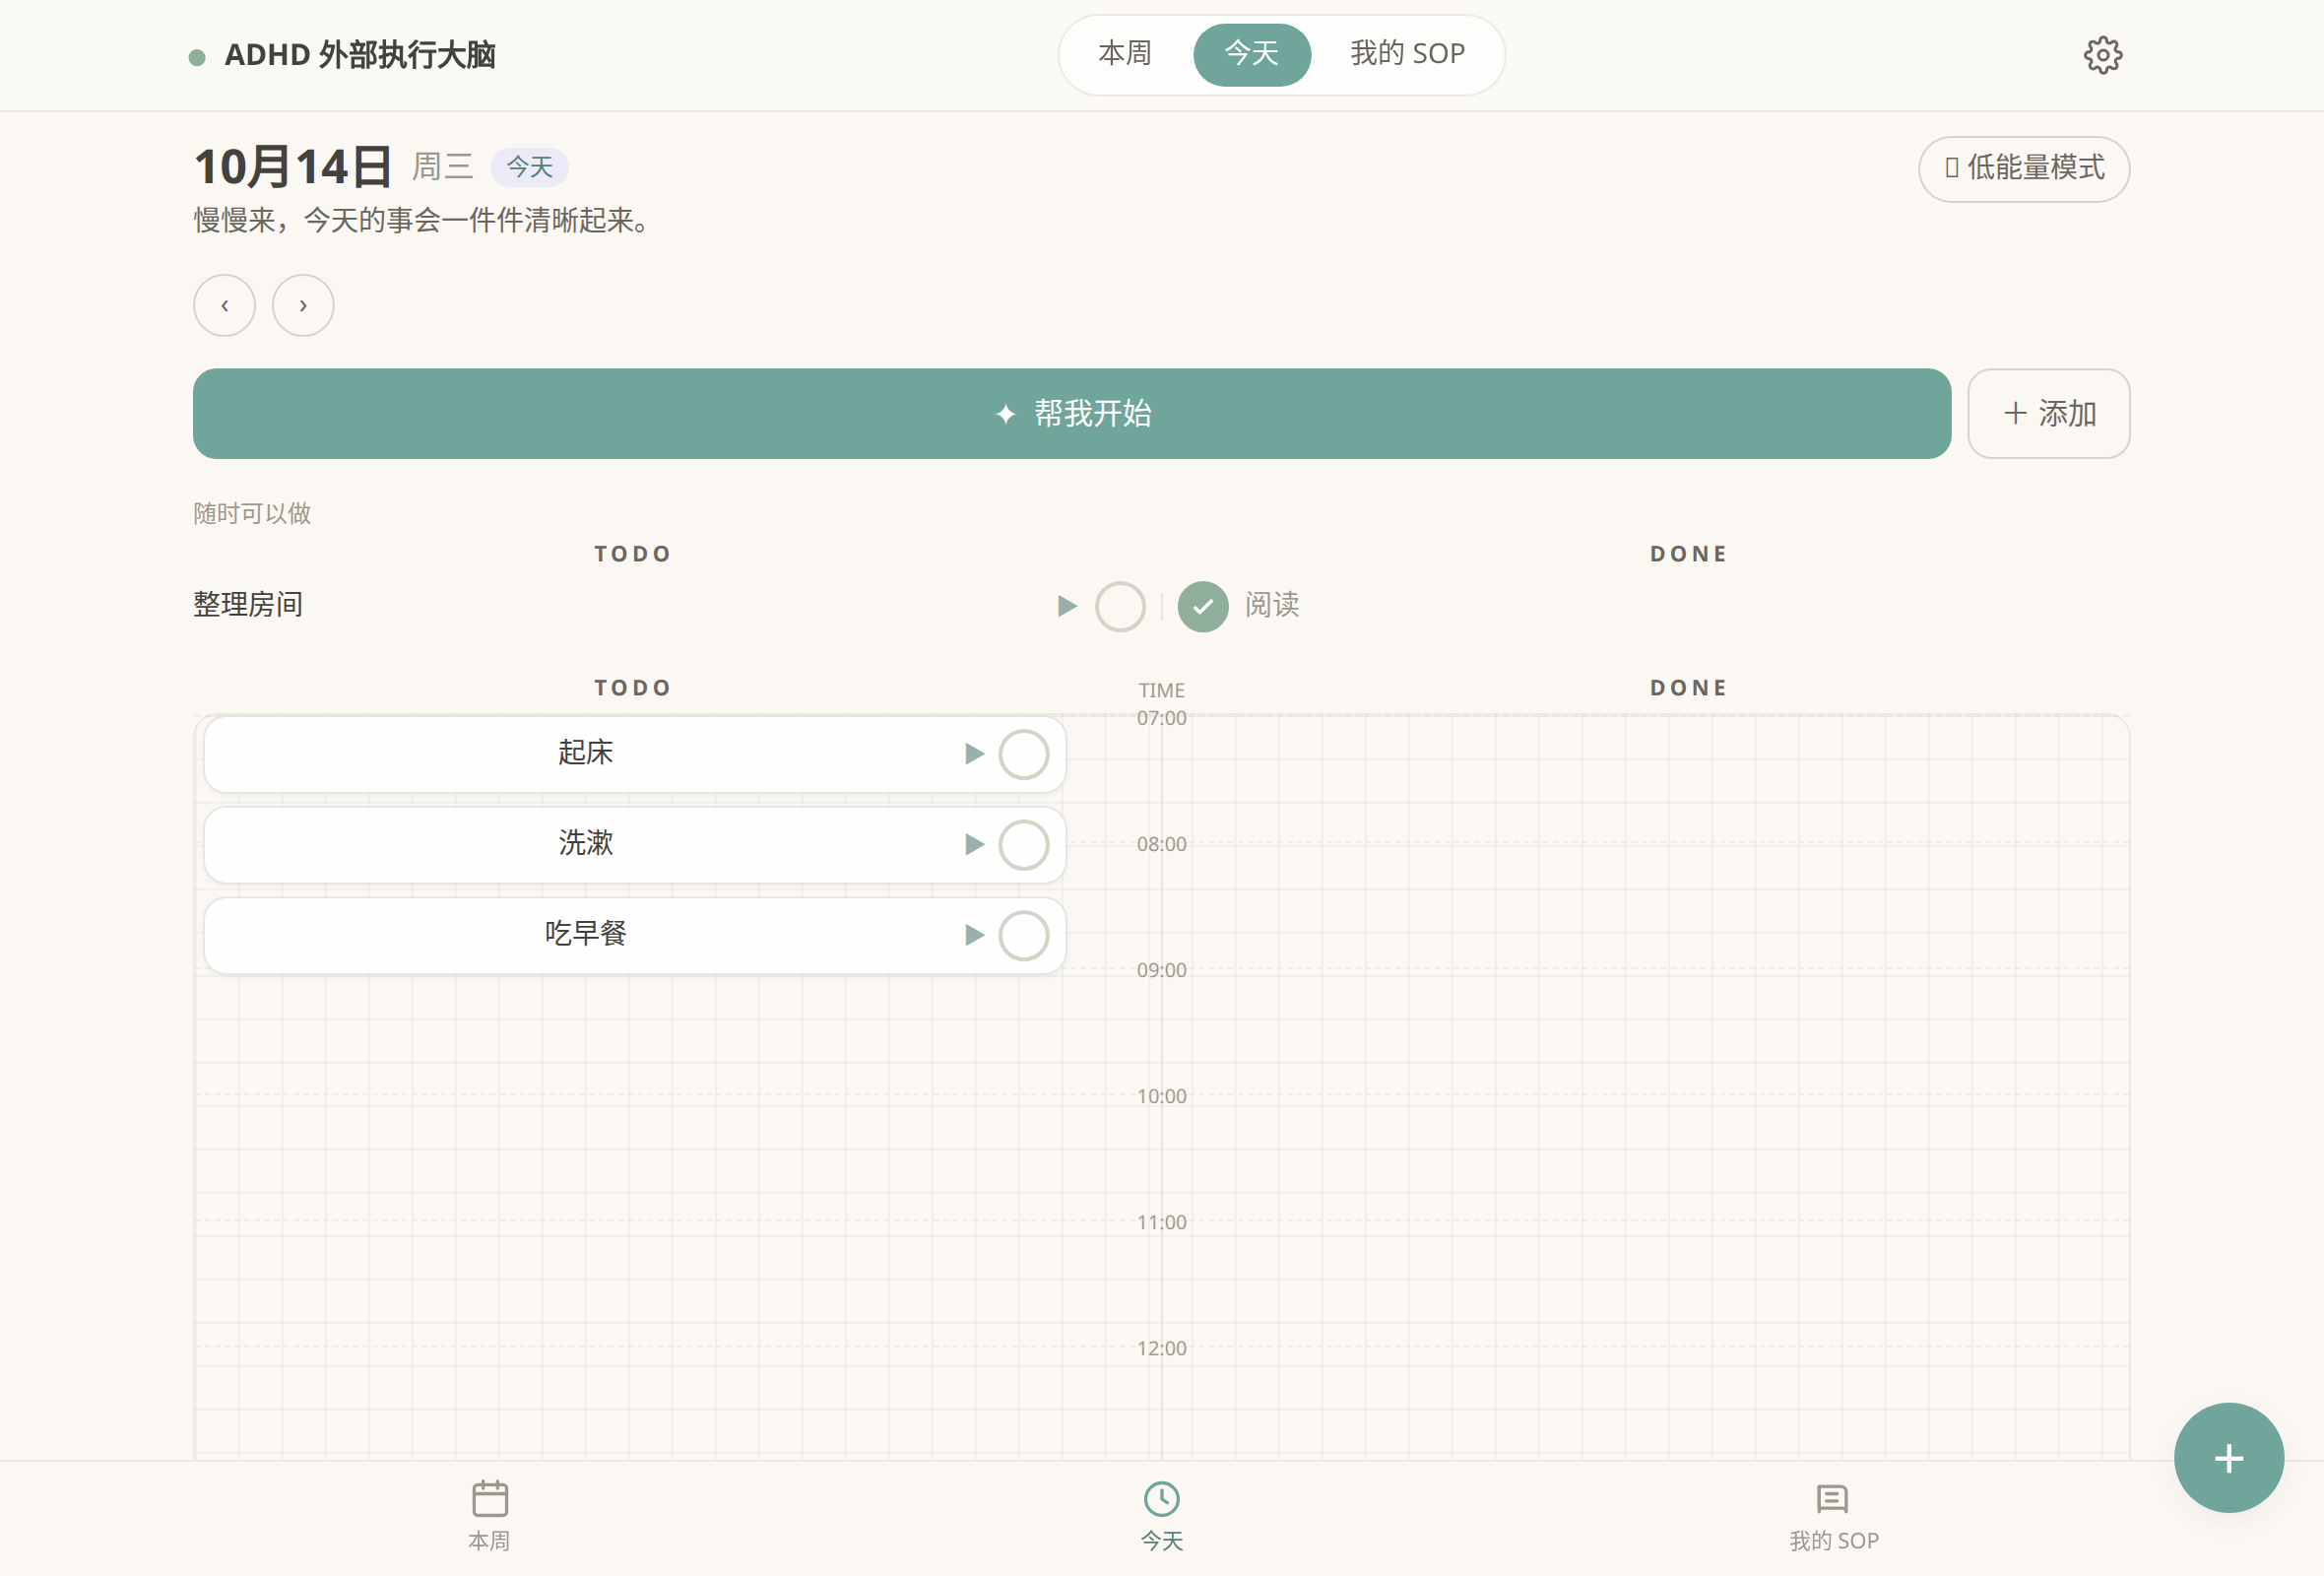 ADHD 外部执行大脑
本周 今天 我的 SOP
10月14日 周三 今天
低能量模式
慢慢来，今天的事会一件件清晰起来。
‹ ›
✦ 帮我开始
＋ 添加
随时可以做
TODO DONE
整理房间 阅读
TODO TIME DONE
07:00
起床
08:00
洗漱
吃早餐
09:00
10:00
11:00
12:00
+
本周 今天 我的 SOP